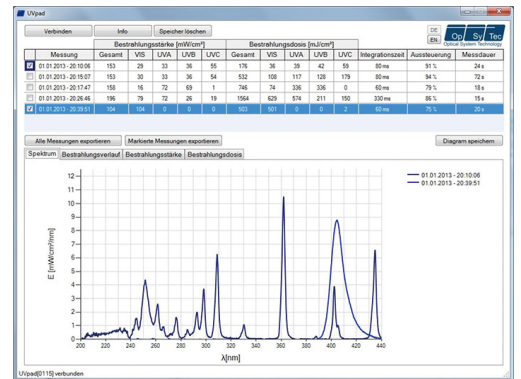 UVpad
Verbinden Info Speicher löschen DE EN Op Sy Tec
Optical System Technology
Bestrahlungsstärke [mW/cm²] Bestrahlungsdosis [mJ/cm²]
Messung Gesamt VIS UVA UVB UVC Gesamt VIS UVA UVB UVC Integrationszeit Aussteuerung Messdauer
01.01.2013 - 20:10:06 153 29 33 36 55 176 36 39 42 59 80 ms 91 % 24 s
01.01.2013 - 20:15:07 153 30 33 36 54 532 108 117 128 179 80 ms 94 % 72 s
01.01.2013 - 20:17:47 158 16 72 69 1 746 74 336 336 0 60 ms 79 % 18 s
01.01.2013 - 20:26:46 196 79 72 26 19 1564 629 574 211 150 330 ms 86 % 15 s
01.01.2013 - 20:39:51 104 104 0 0 0 503 501 0 0 2 60 ms 75 % 20 s
Alle Messungen exportieren Markierte Messungen exportieren Diagram speichern
Spektrum Bestrahlungsverlauf Bestrahlungsstärke Bestrahlungsdosis
01.01.2013 - 20:10:06
01.01.2013 - 20:39:51
E [mW/cm²/nm]
12
11
10
9
8
7
6
5
4
3
2
1
0
200 220 240 260 280 300 320 340 360 380 400 420 440
λ[nm]
UVpad[0115] verbunden